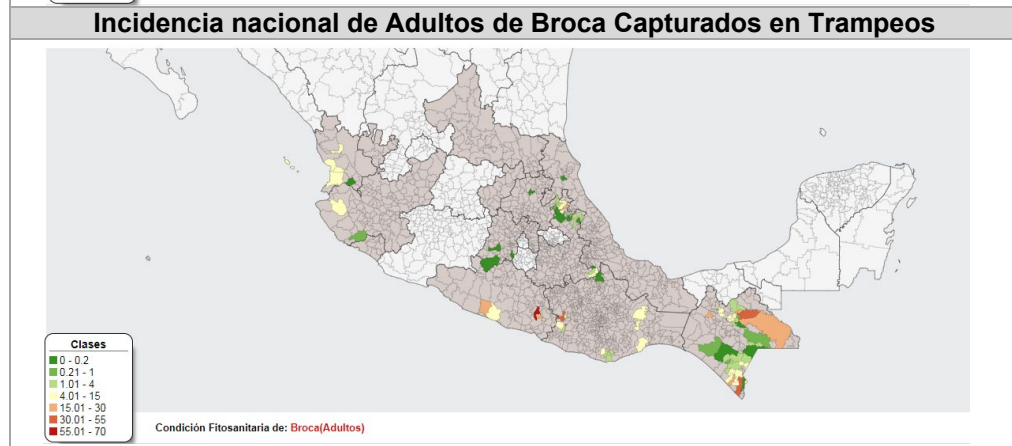 Incidencia nacional de Adultos de Broca Capturados en Trampeos
Clases
0 - 0.2
0.21 - 1
1.01 - 4
4.01 - 15
15.01 - 30
30.01 - 55
55.01 - 70
Condición Fitosanitaria de: Broca(Adultos)